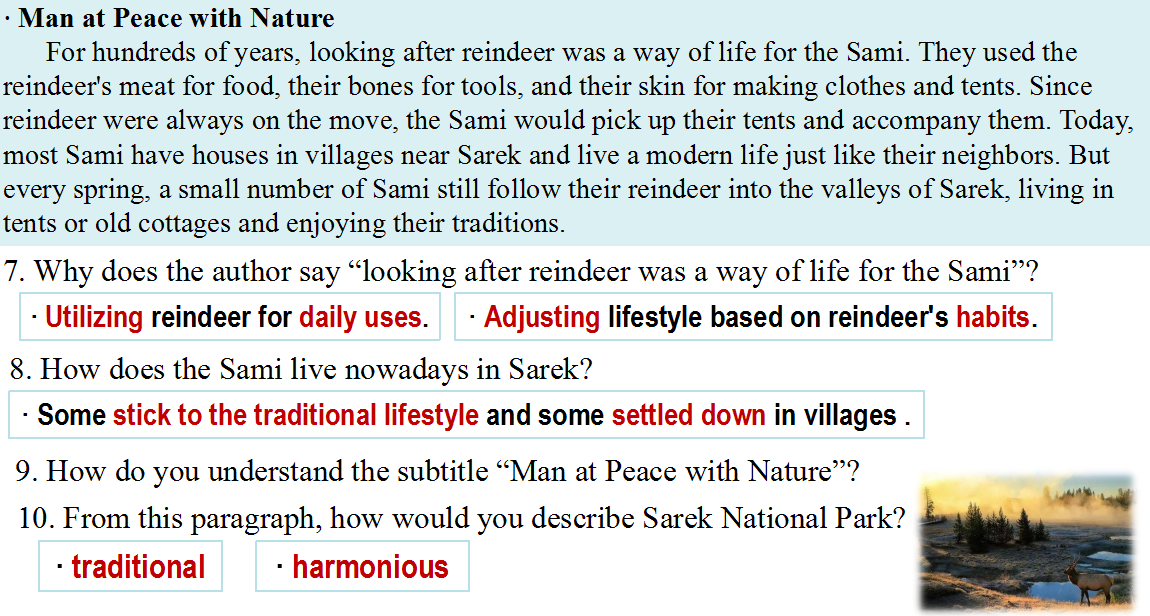 · Man at Peace with Nature
For hundreds of years, looking after reindeer was a way of life for the Sami. They used the
reindeer's meat for food, their bones for tools, and their skin for making clothes and tents. Since
reindeer were always on the move, the Sami would pick up their tents and accompany them. Today,
most Sami have houses in villages near Sarek and live a modern life just like their neighbors. But
every spring, a small number of Sami still follow their reindeer into the valleys of Sarek, living in
tents or old cottages and enjoying their traditions.
7. Why does the author say “looking after reindeer was a way of life for the Sami”?
· Utilizing reindeer for daily uses. · Adjusting lifestyle based on reindeer's habits.
8. How does the Sami live nowadays in Sarek?
· Some stick to the traditional lifestyle and some settled down in villages .
9. How do you understand the subtitle “Man at Peace with Nature”?
10. From this paragraph, how would you describe Sarek National Park?
· traditional · harmonious